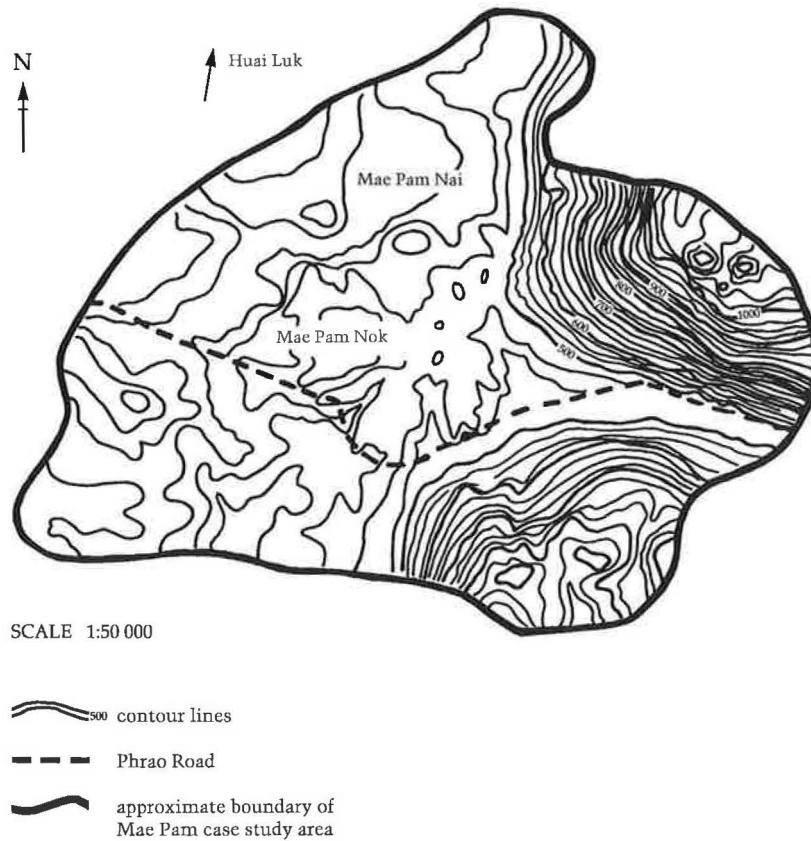 N
Huai Luk
Mae Pam Nai
Mae Pam Nok
900
800
700
600
500
1000
SCALE 1:50 000
500 contour lines
Phrao Road
approximate boundary of
Mae Pam case study area